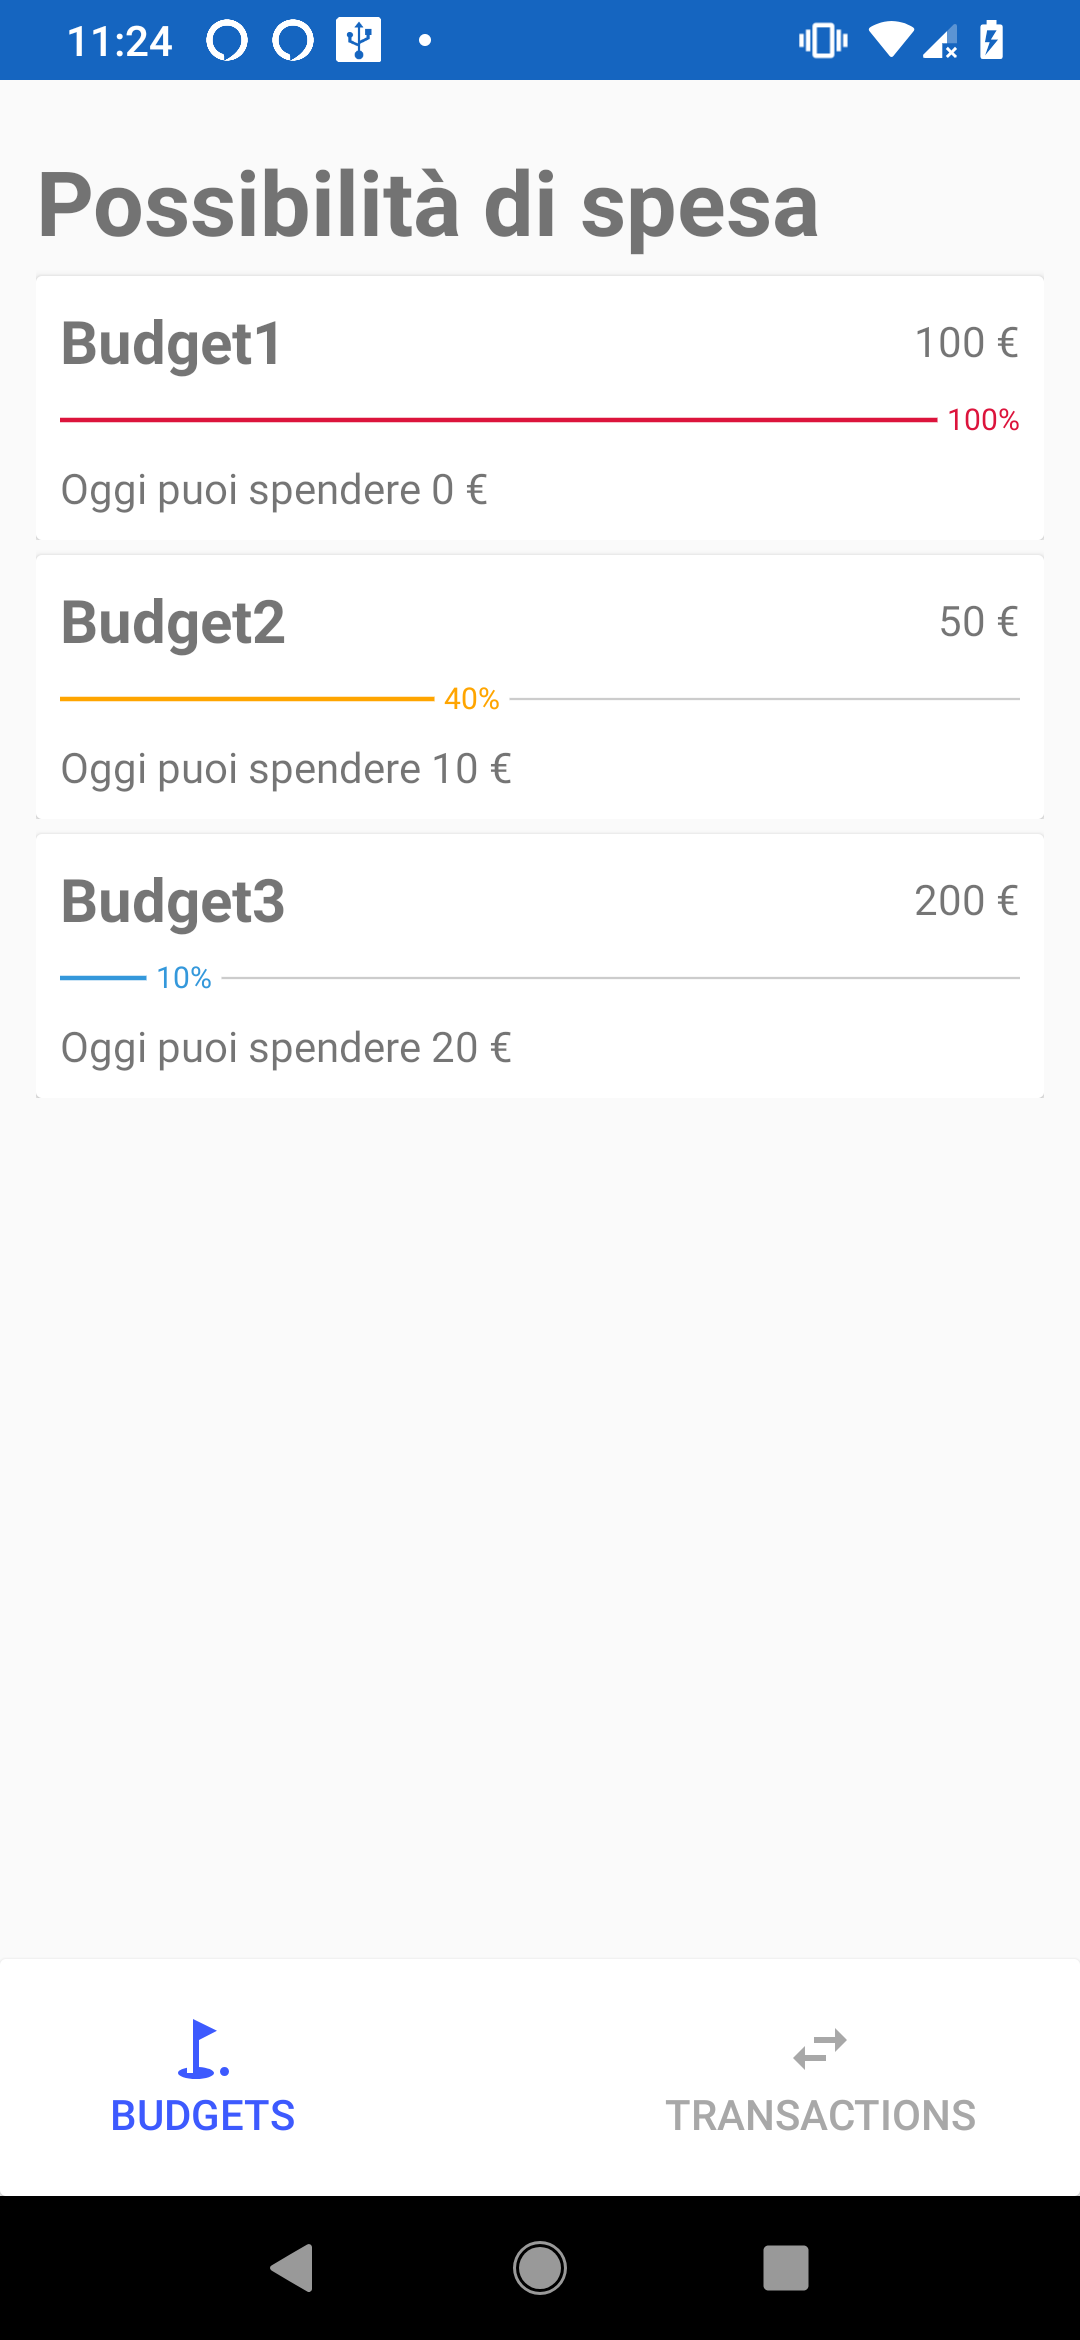 11:24
Possibilità di spesa
Budget1 100 €
100%
Oggi puoi spendere 0 €
Budget2 50 €
40%
Oggi puoi spendere 10 €
Budget3 200 €
10%
Oggi puoi spendere 20 €
BUDGETS TRANSACTIONS